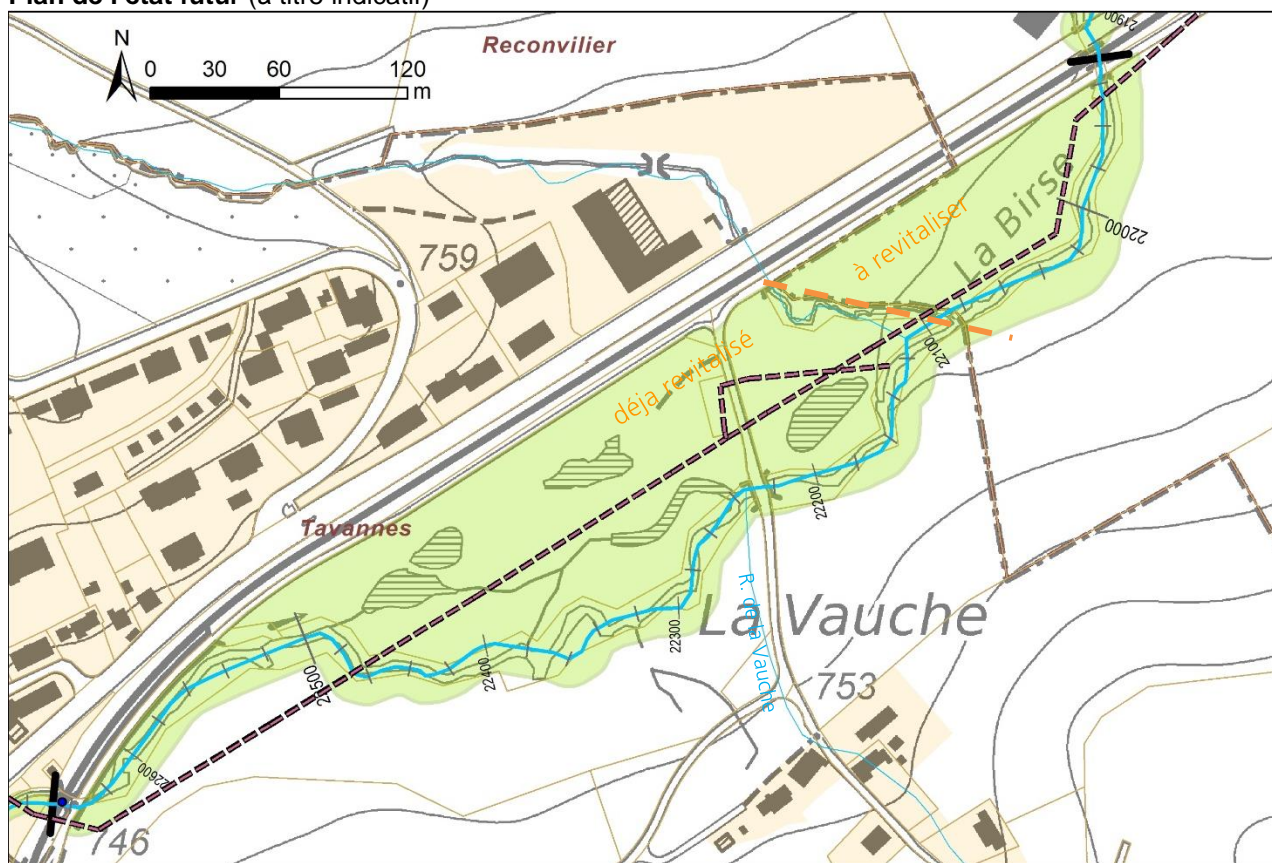 Plan de l'état futur (à titre indicatif)
Reconvilier
N
0 30 60 120
m
21900
759
La Birse
à revitaliser
22000
déja revitalisé
22100
22200
Tavannes
22300
La Vauche
R. de la Vauche
22400
22500
753
22600
746